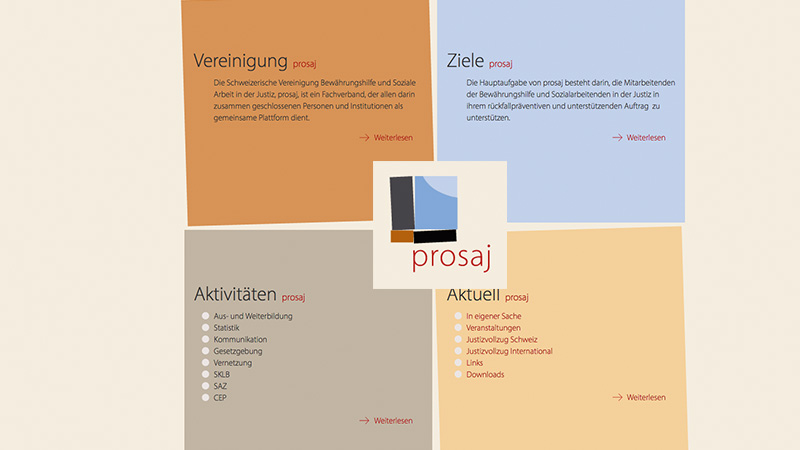 Vereinigung prosaj
Die Schweizerische Vereinigung Bewährungshilfe und Soziale
Arbeit in der Justiz, prosaj, ist ein Fachverband, der allen darin
zusammen geschlossenen Personen und Institutionen als
gemeinsame Plattform dient.
Weiterlesen
Ziele prosaj
Die Hauptaufgabe von prosaj besteht darin, die Mitarbeitenden
der Bewährungshilfe und Sozialarbeitenden in der Justiz in
ihrem rückfallpräventiven und unterstützenden Auftrag zu
unterstützen.
Weiterlesen
prosaj
Aktivitäten prosaj
Aus- und Weiterbildung
Statistik
Kommunikation
Gesetzgebung
Vernetzung
SKLB
SAZ
CEP
Weiterlesen
Aktuell prosaj
In eigener Sache
Veranstaltungen
Justizvollzug Schweiz
Justizvollzug International
Links
Downloads
Weiterlesen